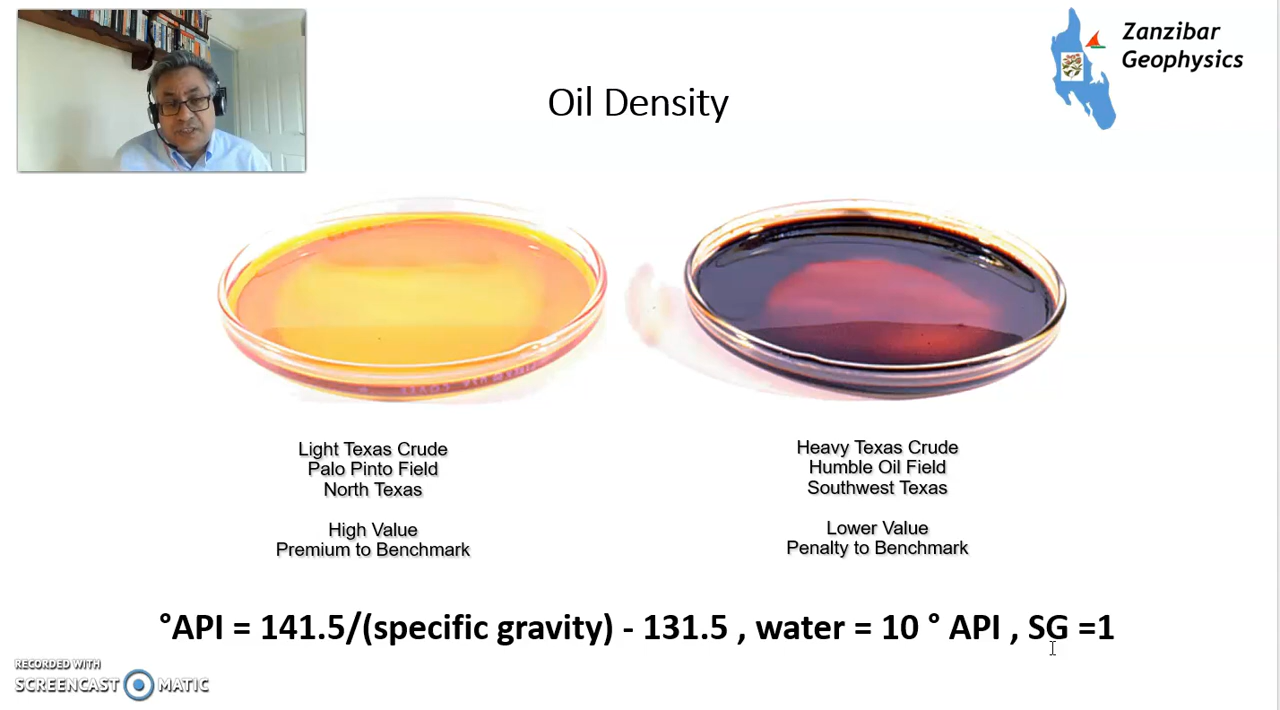 Zanzibar
Geophysics
Oil Density
Light Texas Crude
Palo Pinto Field
North Texas
High Value
Premium to Benchmark
Heavy Texas Crude
Humble Oil Field
Southwest Texas
Lower Value
Penalty to Benchmark
°API = 141.5/(specific gravity) - 131.5 , water = 10 ° API , SG =1
RECORDED WITH
SCREENCAST MATIC